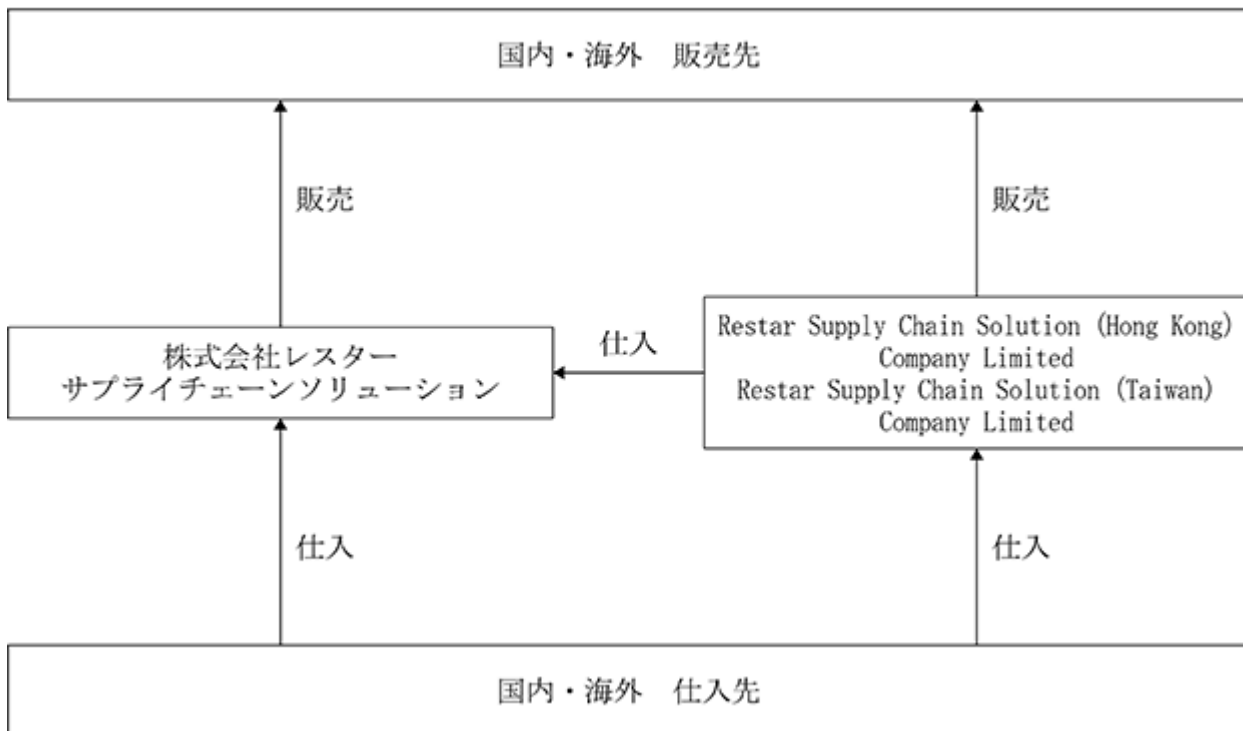 国内・海外　販売先
販売
販売
株式会社レスター
サプライチェーンソリューション
仕入
Restar Supply Chain Solution (Hong Kong)
Company Limited
Restar Supply Chain Solution (Taiwan)
Company Limited
仕入
仕入
国内・海外　仕入先